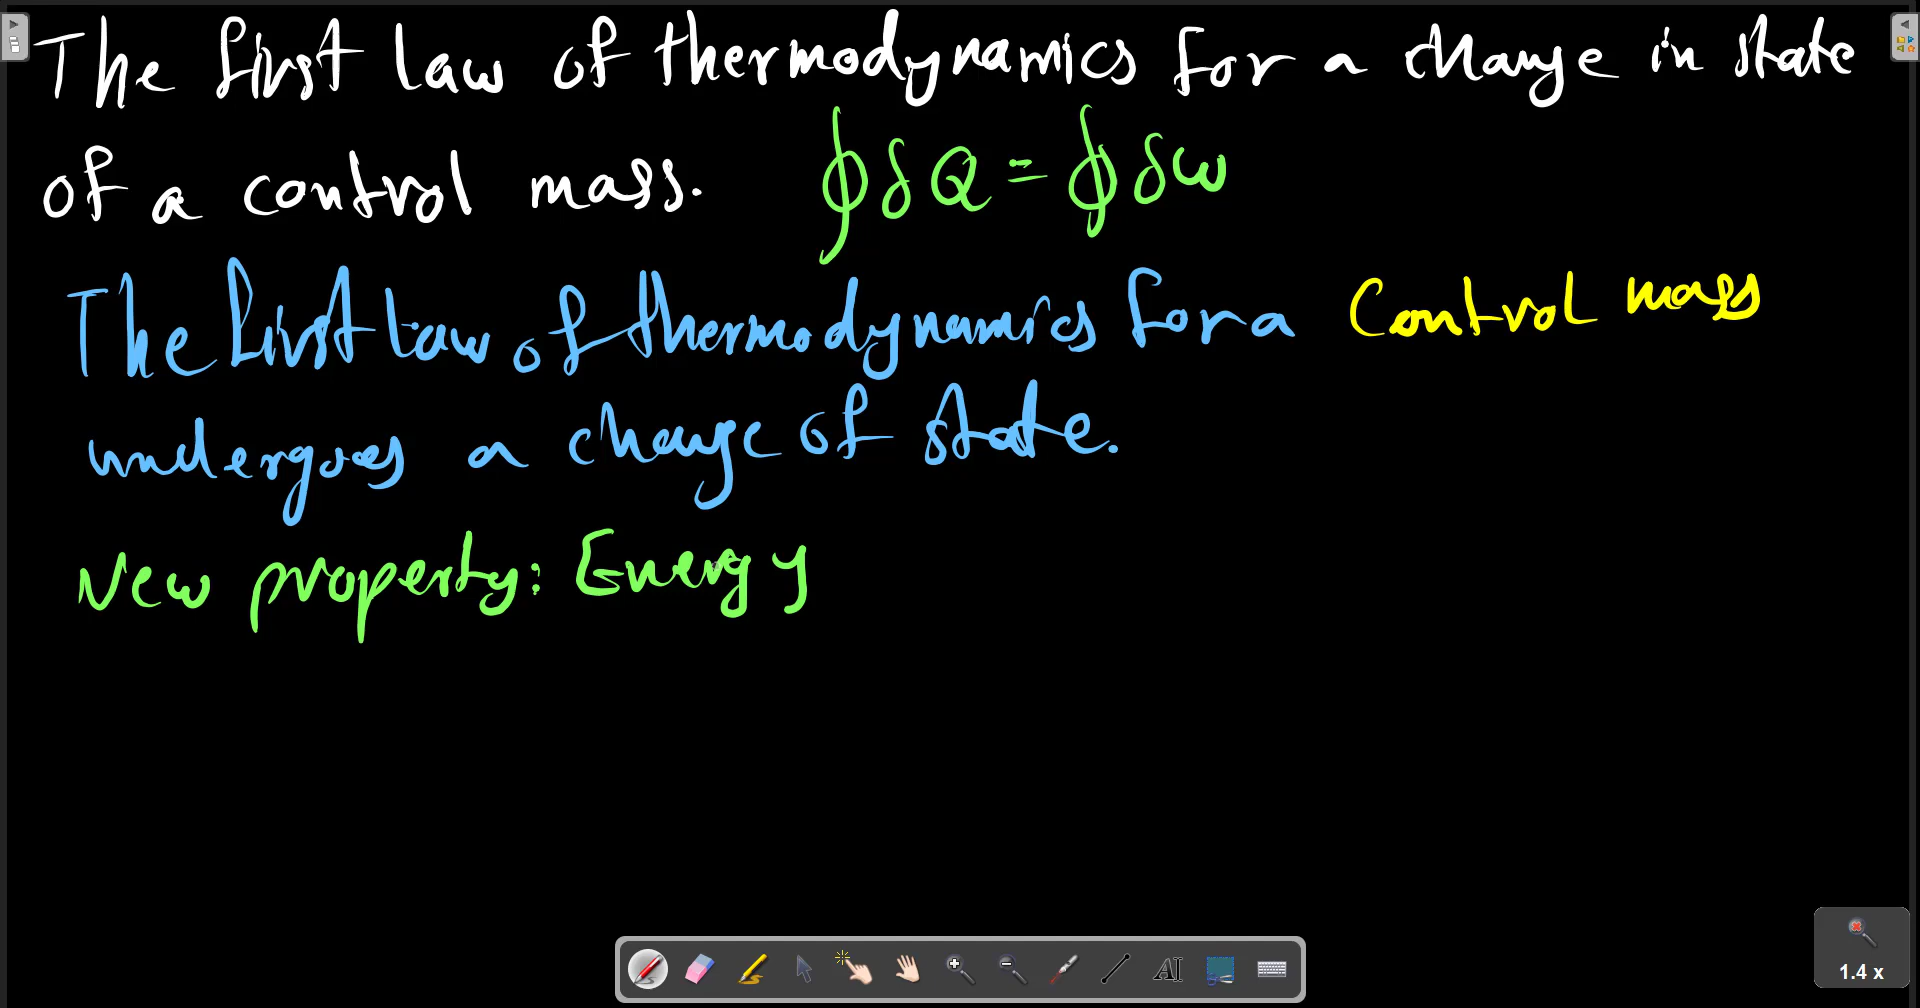 The first law of thermodynamics for a change in state
of a control mass. ∮δQ = ∮δw
The first law of thermodynamics for a Control mass
undergoes a change of state.
New property: Energy
AI
1.4 x